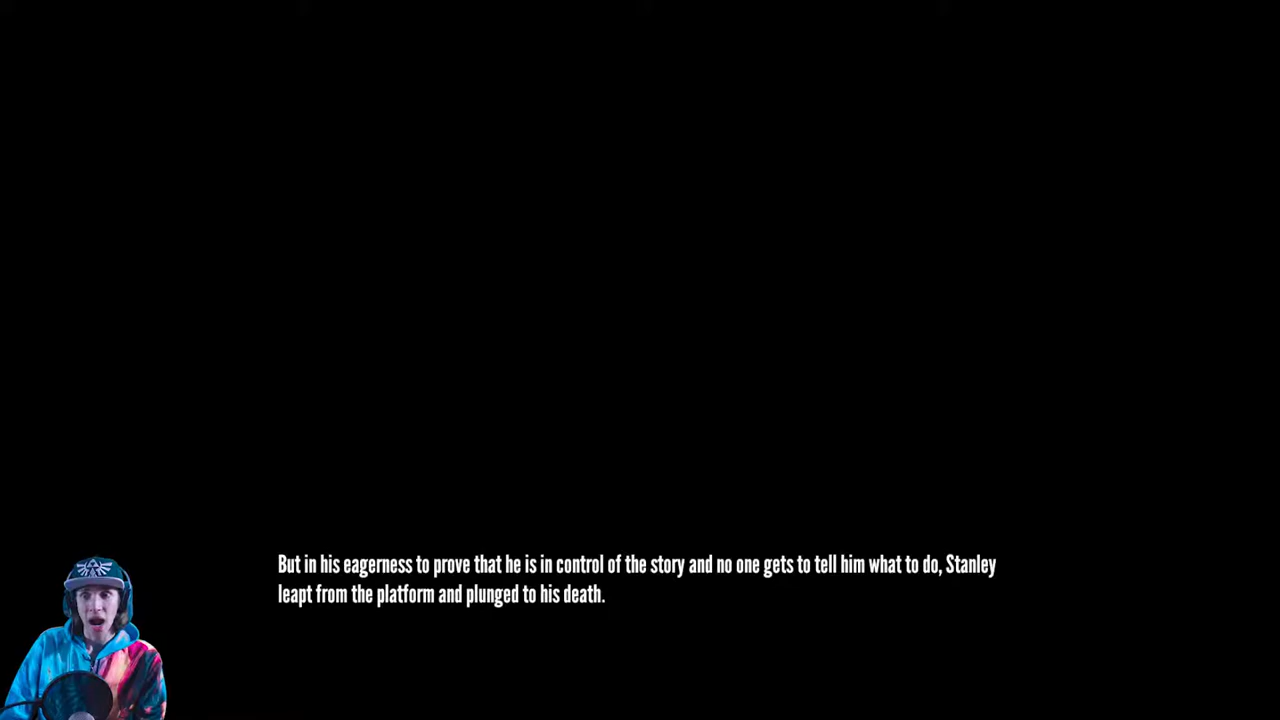 But in his eagerness to prove that he is in control of the story and no one gets to tell him what to do, Stanley
leapt from the platform and plunged to his death.